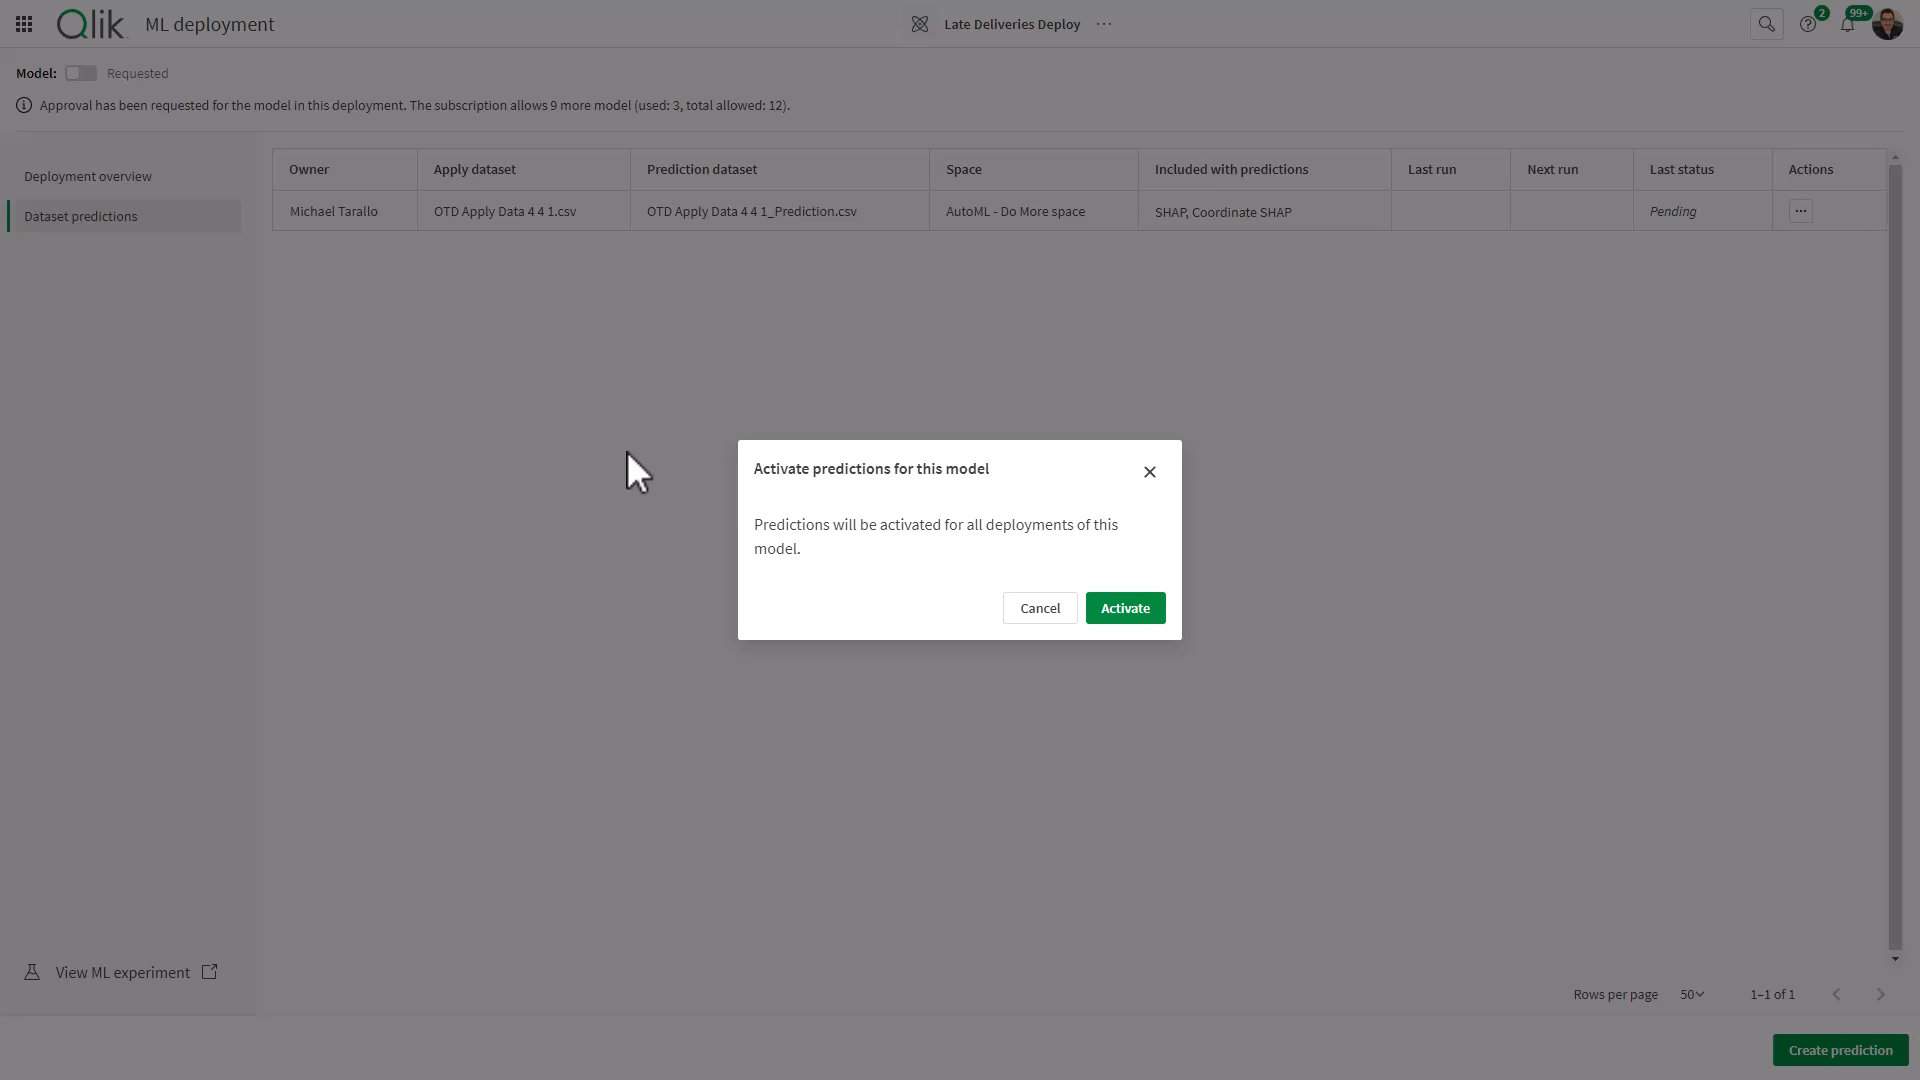 Qlik ML deployment
Late Deliveries Deploy ···
2
99+
Model: Requested
Approval has been requested for the model in this deployment. The subscription allows 9 more model (used: 3, total allowed: 12).
Deployment overview
Dataset predictions
Owner Apply dataset Prediction dataset Space Included with predictions Last run Next run Last status Actions
Michael Tarallo OTD Apply Data 4 4 1.csv OTD Apply Data 4 4 1_Prediction.csv AutoML - Do More space SHAP, Coordinate SHAP Pending ···
Activate predictions for this model
Predictions will be activated for all deployments of this
model.
Cancel Activate
View ML experiment
Rows per page 50 1–1 of 1
Create prediction